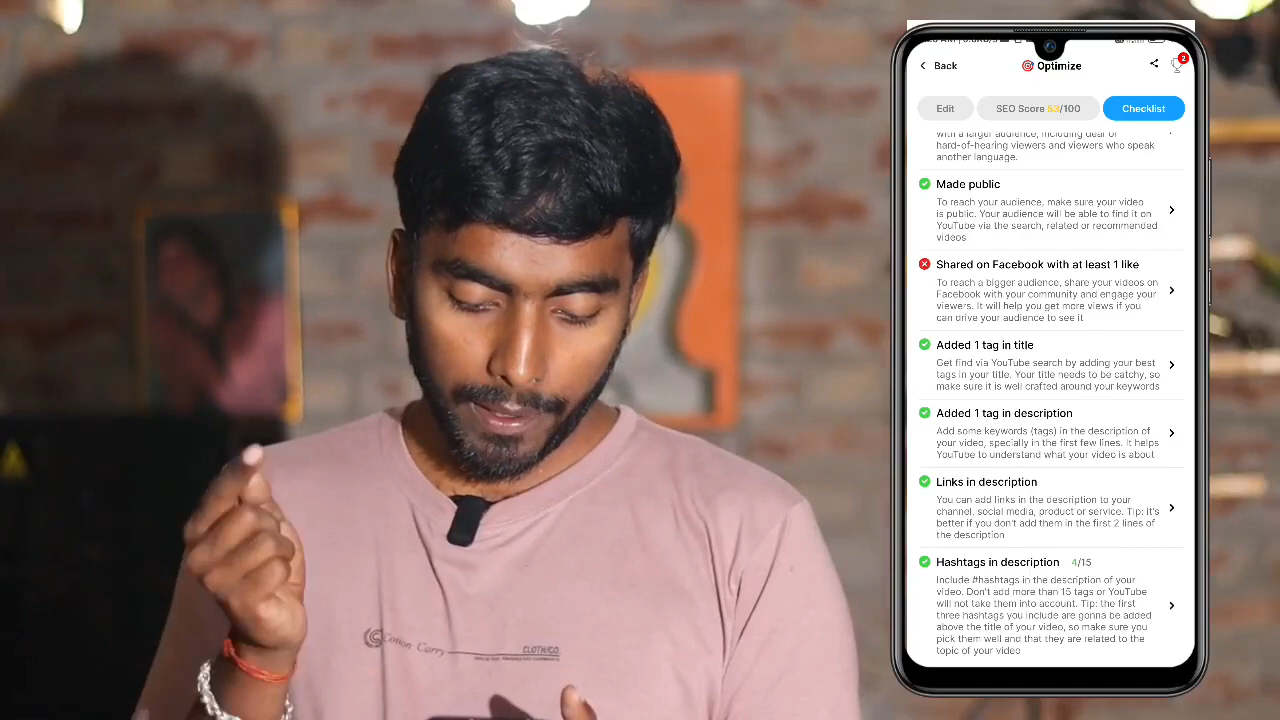 Back
Optimize
2
Edit
SEO Score 53/100
Checklist
with a larger audience, including deaf or
hard-of-hearing viewers and viewers who speak
another language.
Made public
To reach your audience, make sure your video
is public. Your audience will be able to find it on
YouTube via the search, related or recommended
videos
Shared on Facebook with at least 1 like
To reach a bigger audience, share your videos on
Facebook with your community and engage your
viewers. It will help you get more views if you
can drive your audience to see it
Added 1 tag in title
Get find via YouTube search by adding your best
tags in your title. Your title needs to be catchy, so
make sure it is well crafted around your keywords
Added 1 tag in description
Add some keywords (tags) in the description of
your video, specially in the first few lines. It helps
YouTube to understand what your video is about
Links in description
You can add links in the description to your
channel, social media, product or service. Tip: it's
better if you don't add them in the first 2 lines of
the description
Hashtags in description 4/15
Include #hashtags in the description of your
video. Don't add more than 15 tags or YouTube
will not take them into account. Tip: the first
three hashtags you include are gonna be added
above the title of your video, so make sure you
pick them well and that they are related to the
topic of your video
Cotton Carry
CLOTH.CO